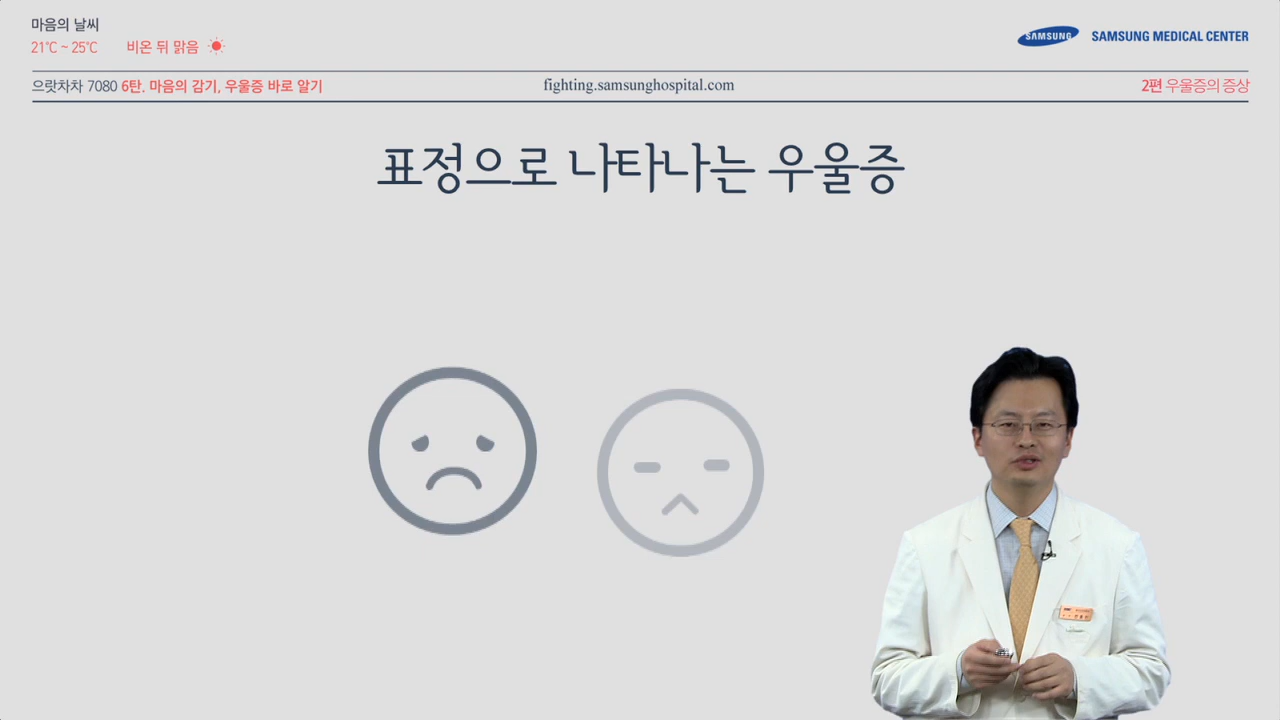 마음의 날씨
21℃ ~ 25℃ 비온 뒤 맑음
SAMSUNG SAMSUNG MEDICAL CENTER
으랏차차 7080 6탄. 마음의 감기, 우울증 바로 알기
fighting.samsunghospital.com
2편 우울증의 증상
표정으로 나타나는 우울증